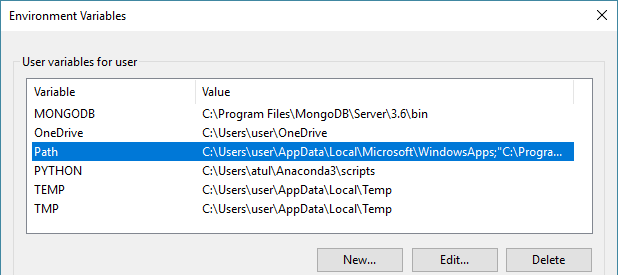 Environment Variables
User variables for user
Variable Value
MONGODB C:\Program Files\MongoDB\Server\3.6\bin
OneDrive C:\Users\user\OneDrive
Path C:\Users\user\AppData\Local\Microsoft\WindowsApps;"C:\Progra...
PYTHON C:\Users\atul\Anaconda3\scripts
TEMP C:\Users\user\AppData\Local\Temp
TMP C:\Users\user\AppData\Local\Temp
New... Edit... Delete